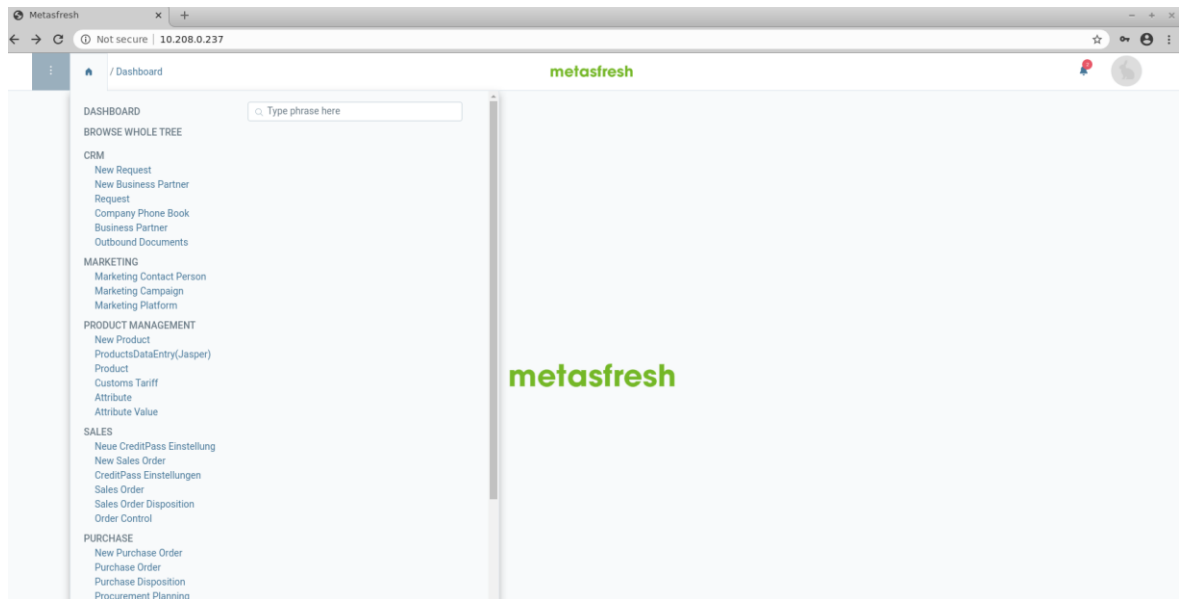 Metasfresh
Not secure | 10.208.0.237
/ Dashboard
metasfresh
2
DASHBOARD
Type phrase here
BROWSE WHOLE TREE
CRM
New Request
New Business Partner
Request
Company Phone Book
Business Partner
Outbound Documents
MARKETING
Marketing Contact Person
Marketing Campaign
Marketing Platform
PRODUCT MANAGEMENT
New Product
ProductsDataEntry(Jasper)
Product
Customs Tariff
Attribute
Attribute Value
metasfresh
SALES
Neue CreditPass Einstellung
New Sales Order
CreditPass Einstellungen
Sales Order
Sales Order Disposition
Order Control
PURCHASE
New Purchase Order
Purchase Order
Purchase Disposition
Procurement Planning